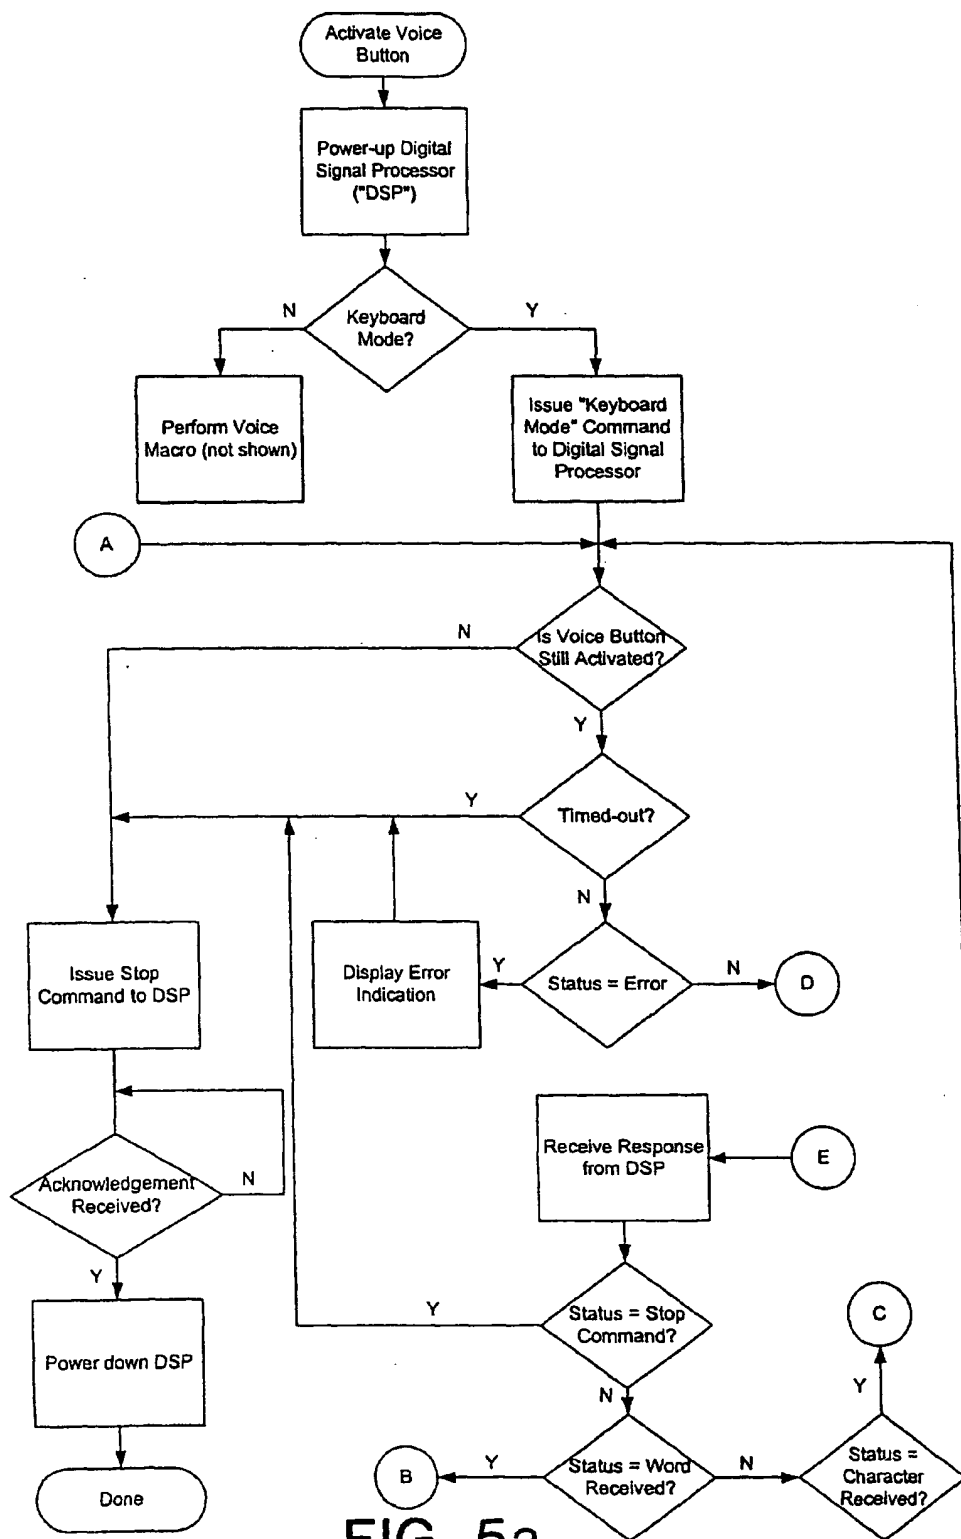 Activate Voice
Button
Power-up Digital
Signal Processor
("DSP")
Keyboard
Mode?
N
Y
Perform Voice
Macro (not shown)
Issue "Keyboard
Mode" Command
to Digital Signal
Processor
A
Is Voice Button
Still Activated?
N
Y
Timed-out?
Y
N
Issue Stop
Command to DSP
Display Error
Indication
Y
Status = Error
N
D
Receive Response
from DSP
E
Acknowledgement
Received?
N
Y
Status = Stop
Command?
Y
N
C
Power down DSP
Y
B
Y
Status = Word
Received?
N
Status =
Character
Received?
Done
FIG. 5a